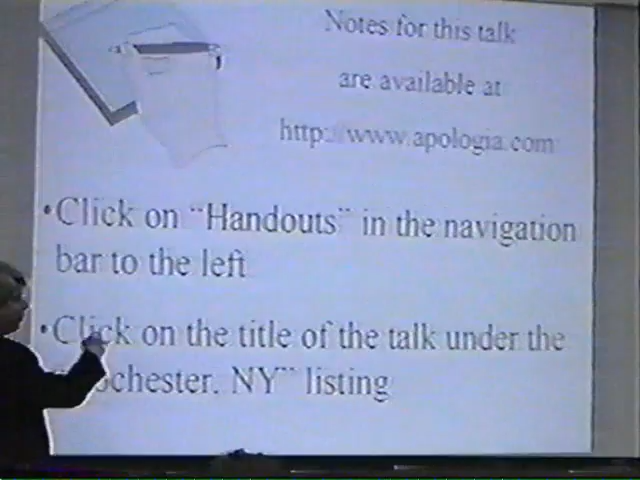 Notes for this talk
are available at
http://www.apologia.com
•Click on "Handouts" in the navigation
bar to the left
•Click on the title of the talk under the
ochester, NY" listing